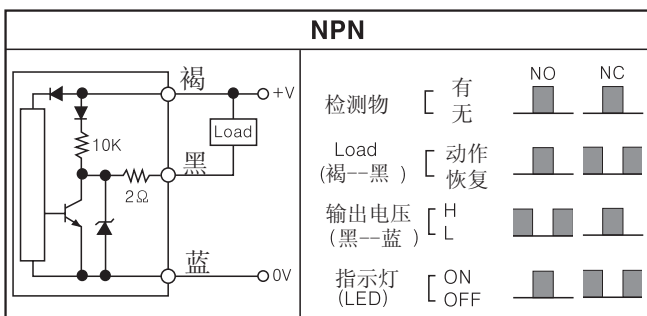 NPN
褐
+V
Load
10K
黑
2Ω
蓝
0V
NO NC
检测物 有
无
Load 动作
(褐--黑 ) 恢复
输出电压 H
(黑--蓝 ) L
指示灯 ON
(LED) OFF